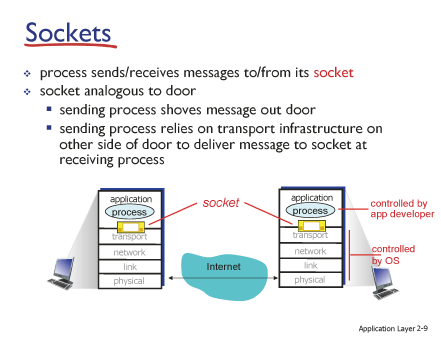 Sockets
process sends/receives messages to/from its socket
socket analogous to door
sending process shoves message out door
sending process relies on transport infrastructure on
other side of door to deliver message to socket at
receiving process
application
process
transport
network
link
physical
socket
Internet
application
process
transport
network
link
physical
controlled by
app developer
controlled
by OS
Application Layer 2-9